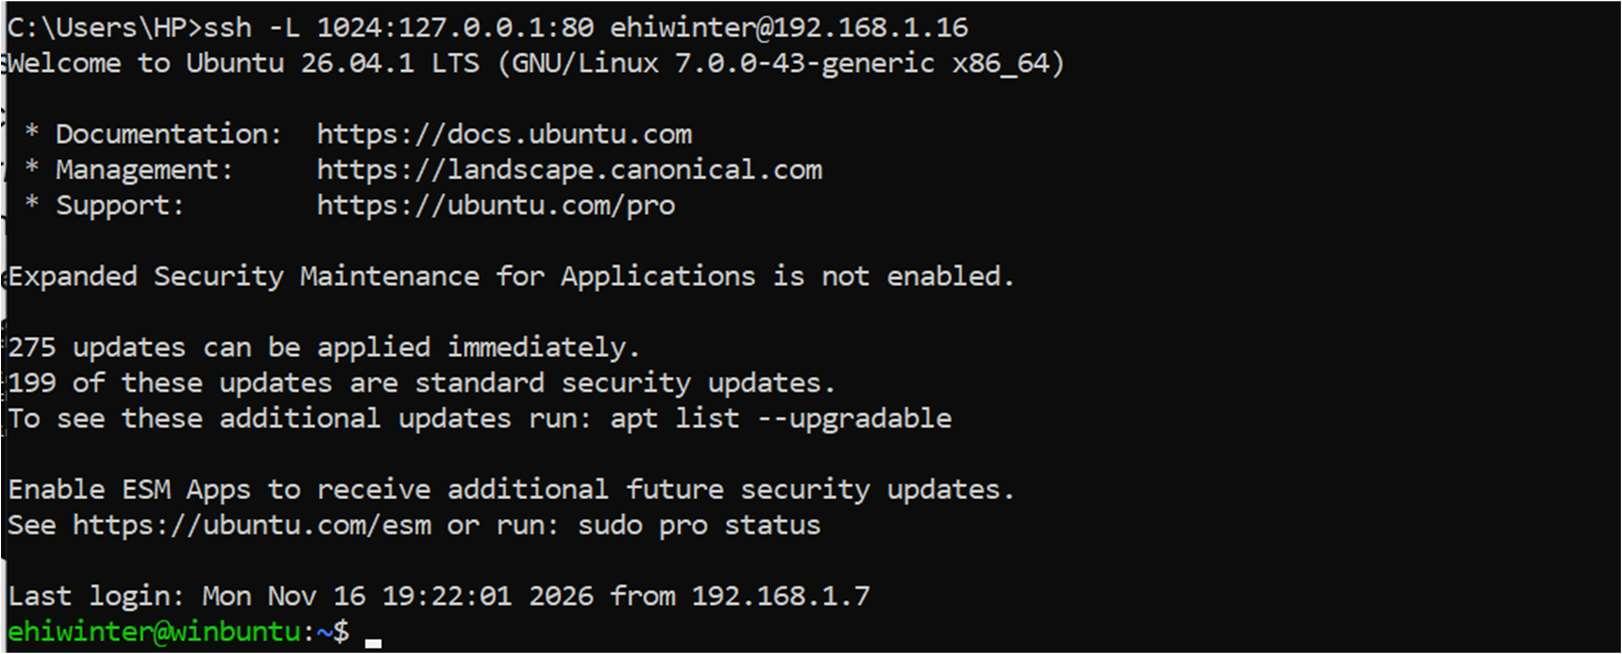 C:\Users\HP>ssh -L 1024:127.0.0.1:80 ehiwinter@192.168.1.16
Welcome to Ubuntu 26.04.1 LTS (GNU/Linux 7.0.0-43-generic x86_64)
* Documentation:  https://docs.ubuntu.com
* Management:     https://landscape.canonical.com
* Support:        https://ubuntu.com/pro
Expanded Security Maintenance for Applications is not enabled.
275 updates can be applied immediately.
199 of these updates are standard security updates.
To see these additional updates run: apt list --upgradable
Enable ESM Apps to receive additional future security updates.
See https://ubuntu.com/esm or run: sudo pro status
Last login: Mon Nov 16 19:22:01 2026 from 192.168.1.7
ehiwinter@winbuntu:~$